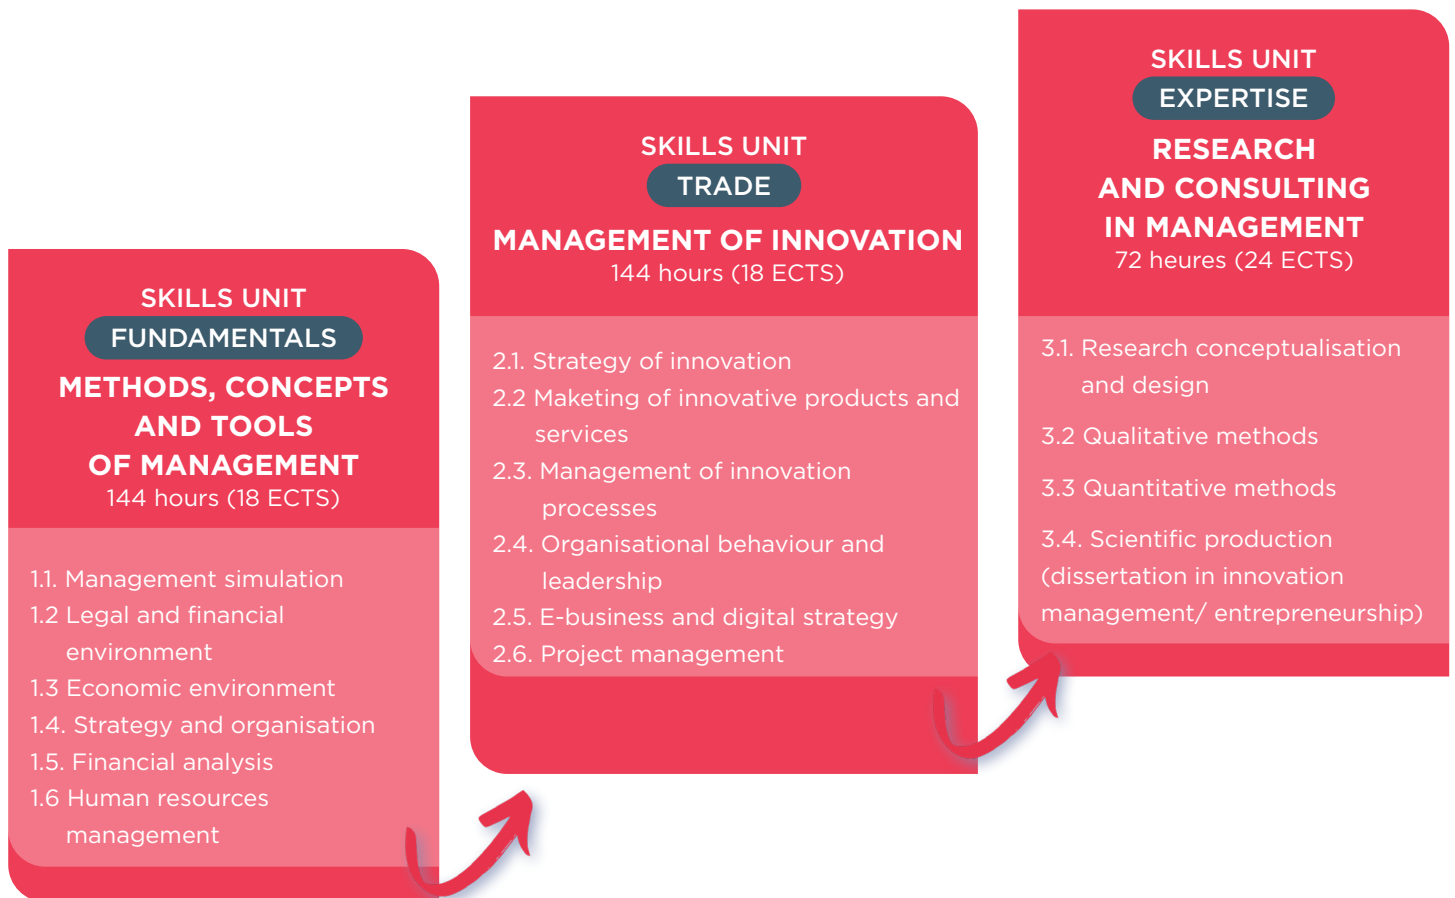 SKILLS UNIT
FUNDAMENTALS
METHODS, CONCEPTS
AND TOOLS
OF MANAGEMENT
144 hours (18 ECTS)
1.1. Management simulation
1.2 Legal and financial
environment
1.3 Economic environment
1.4. Strategy and organisation
1.5. Financial analysis
1.6 Human resources
management
SKILLS UNIT
TRADE
MANAGEMENT OF INNOVATION
144 hours (18 ECTS)
2.1. Strategy of innovation
2.2 Maketing of innovative products and
services
2.3. Management of innovation
processes
2.4. Organisational behaviour and
leadership
2.5. E-business and digital strategy
2.6. Project management
SKILLS UNIT
EXPERTISE
RESEARCH
AND CONSULTING
IN MANAGEMENT
72 heures (24 ECTS)
3.1. Research conceptualisation
and design
3.2 Qualitative methods
3.3 Quantitative methods
3.4. Scientific production
(dissertation in innovation
management/ entrepreneurship)